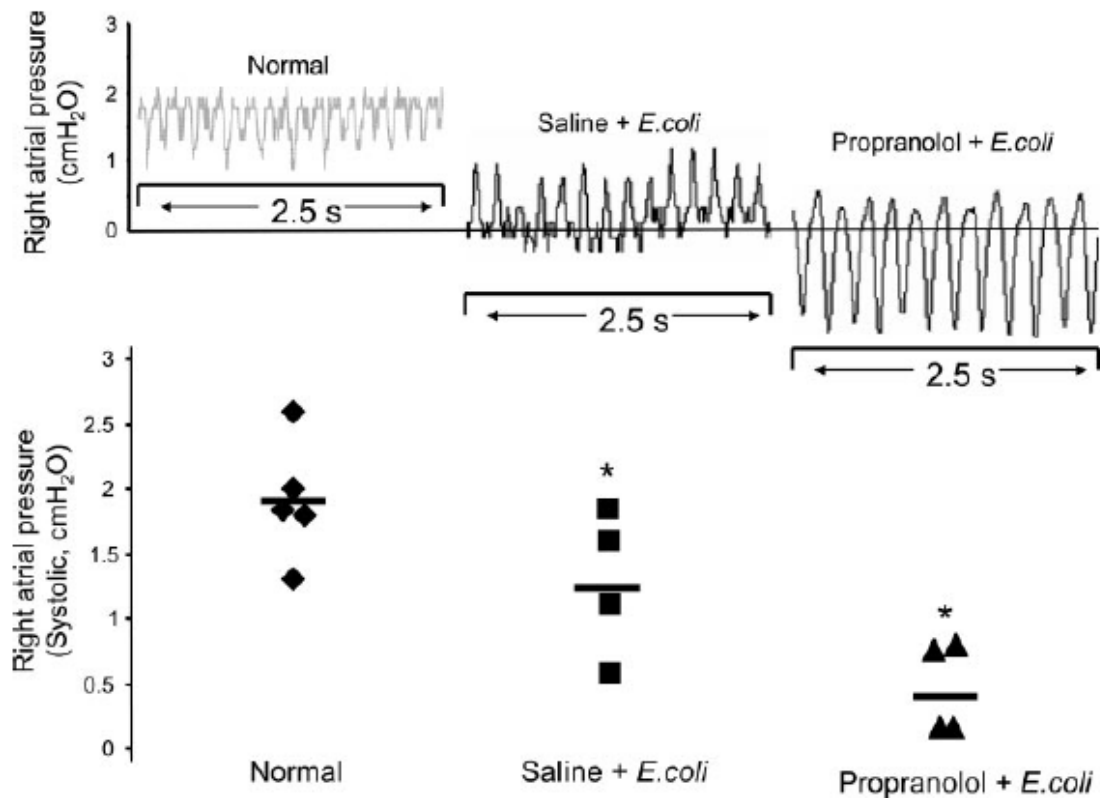 Right atrial pressure
(cmH₂O)
3
2
1
0
Normal
2.5 s
Saline + E.coli
2.5 s
Propranolol + E.coli
2.5 s
Right atrial pressure
(Systolic, cmH₂O)
3
2.5
2
1.5
1
0.5
0
*
*
Normal
Saline + E.coli
Propranolol + E.coli